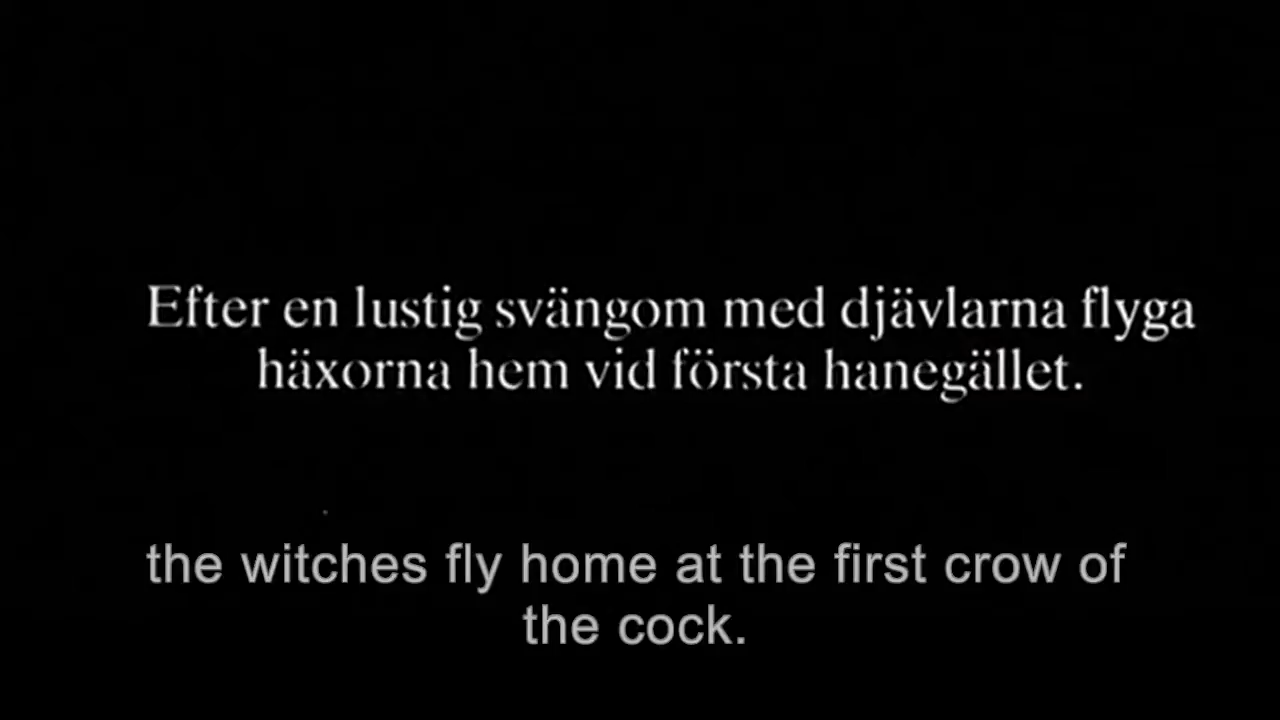 Efter en lustig svängom med djävlarna flyga
häxorna hem vid första hanegället.
the witches fly home at the first crow of
the cock.